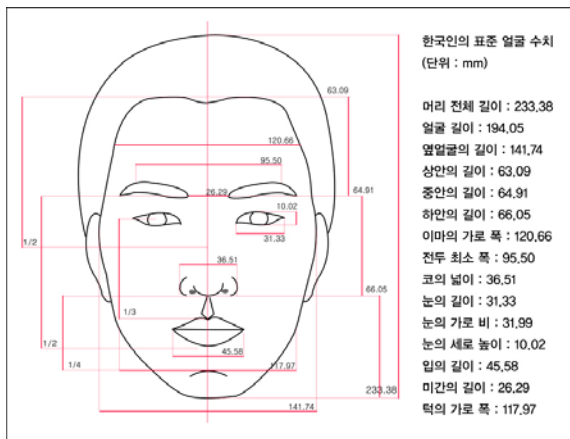 한국인의 표준 얼굴 수치
(단위 : mm)
머리 전체 길이 : 233.38
얼굴 길이 : 194.05
옆얼굴의 길이 : 141.74
상안의 길이 : 63.09
중안의 길이 : 64.91
하안의 길이 : 66.05
이마의 가로 폭 : 120.66
전두 최소 폭 : 95.50
코의 넓이 : 36.51
눈의 길이 : 31.33
눈의 가로 비 : 31.99
눈의 세로 높이 : 10.02
입의 길이 : 45.58
미간의 길이 : 26.29
턱의 가로 폭 : 117.97
63.09
120.66
95.50
26.29
64.91
10.02
31.33
1/2
36.51
66.05
1/3
1/2
45.58
1/4
117.97
233.38
141.74